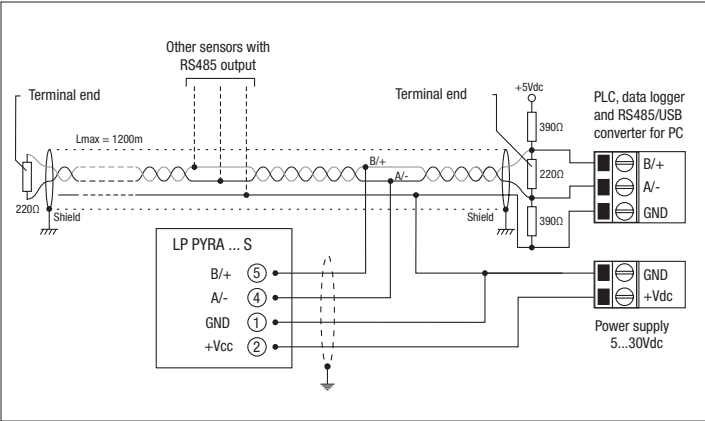 Other sensors with
RS485 output
Terminal end
Terminal end
+5Vdc
PLC, data logger
and RS485/USB
converter for PC
390Ω
Lmax = 1200m
B/+
A/-
220Ω
220Ω
390Ω
B/+
A/-
GND
Shield
Shield
LP PYRA ... S
B/+ 5
A/- 4
GND 1
+Vcc 2
GND
+Vdc
Power supply
5...30Vdc